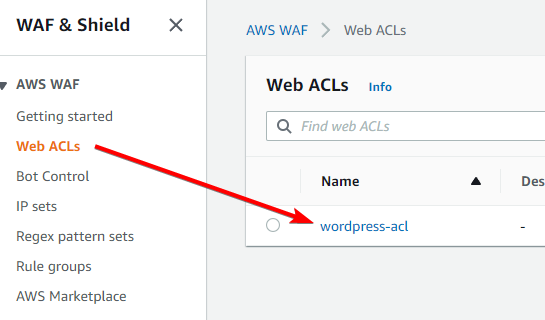 WAF & Shield
AWS WAF
Getting started
Web ACLs
Bot Control
IP sets
Regex pattern sets
Rule groups
AWS Marketplace
AWS WAF > Web ACLs
Web ACLs Info
Find web ACLs
Name Des
wordpress-acl -